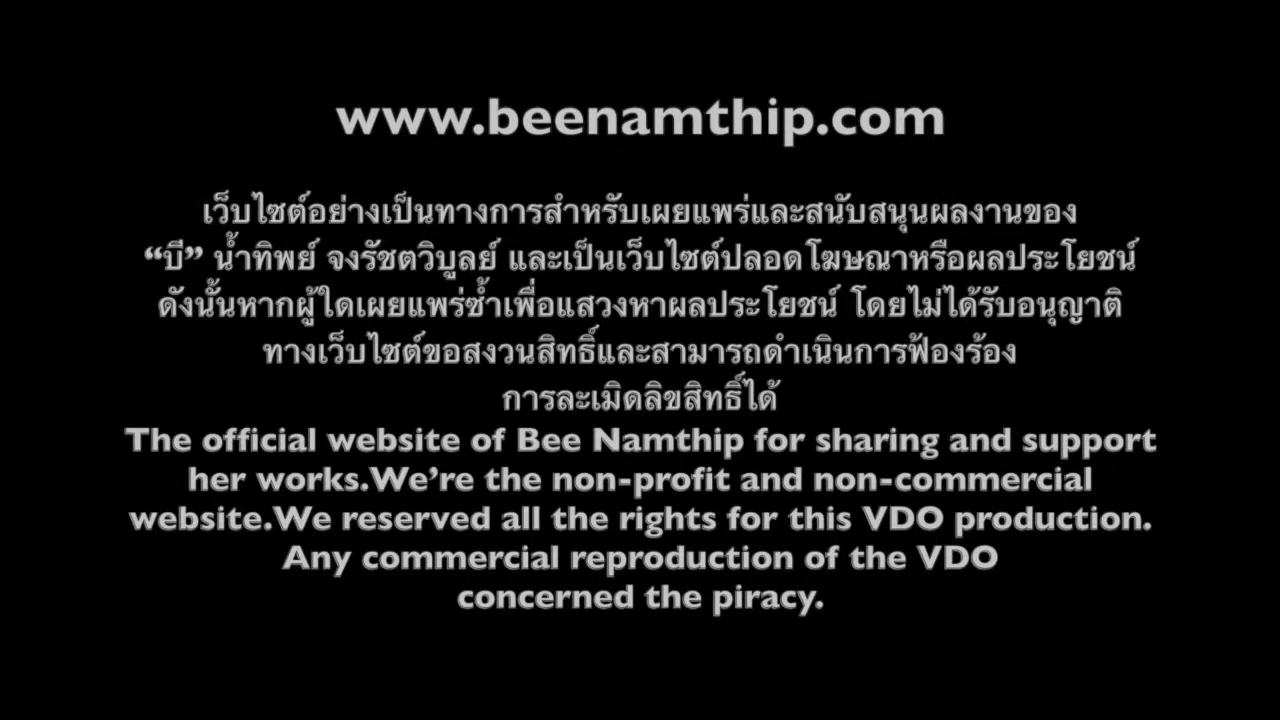 www.beenamthip.com
เว็บไซต์อย่างเป็นทางการสำหรับเผยแพร่และสนับสนุนผลงานของ
“บี” น้ำทิพย์ จงรัชตวิบูลย์ และเป็นเว็บไซต์ปลอดโฆษณาหรือผลประโยชน์
ดังนั้นหากผู้ใดเผยแพร่ซ้ำเพื่อแสวงหาผลประโยชน์ โดยไม่ได้รับอนุญาติ
ทางเว็บไซต์ขอสงวนสิทธิ์และสามารถดำเนินการฟ้องร้อง
การละเมิดลิขสิทธิ์ได้
The official website of Bee Namthip for sharing and support
her works.We’re the non-profit and non-commercial
website.We reserved all the rights for this VDO production.
Any commercial reproduction of the VDO
concerned the piracy.